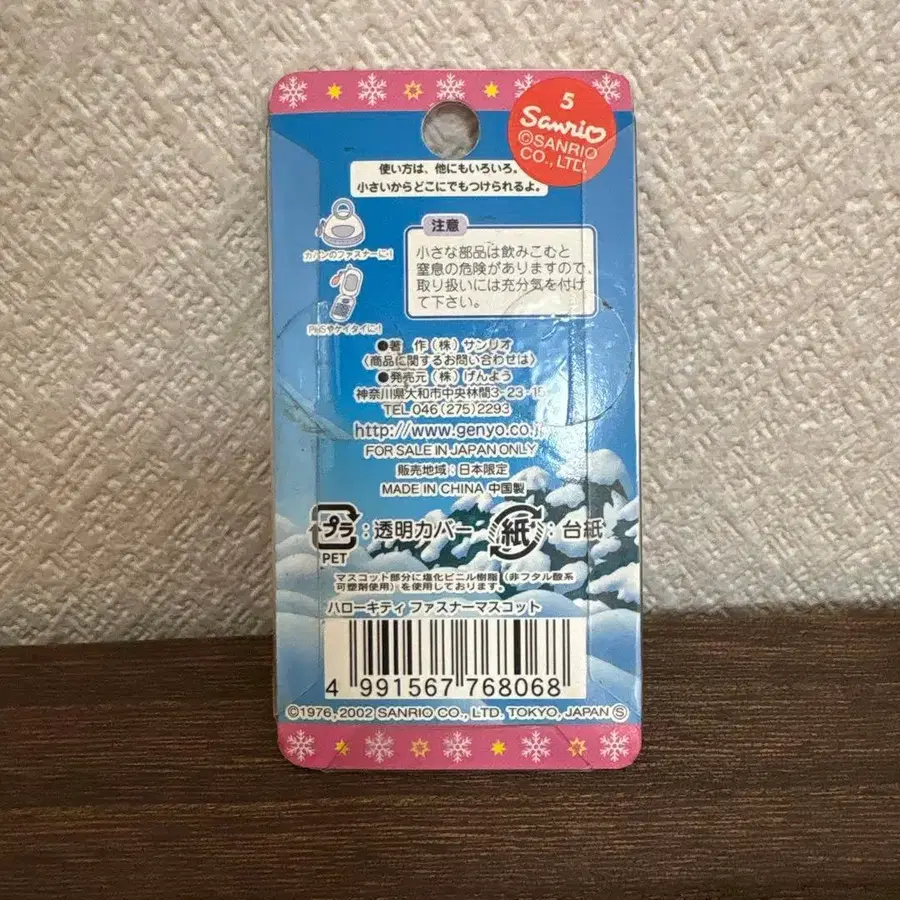 5
Sanrio
©SANRIO
CO., LTD.
使い方は、他にもいろいろ。
小さいからどこにでもつけられるよ。
カバンのファスナーに!
PHSやケイタイに!
注意
小さな部品は飲みこむと
窒息の危険がありますので、
取り扱いには充分気を付け
て下さい。
●著 作(株)サンリオ
〈商品に関するお問い合わせは〉
●発売元(株)げんよう
神奈川県大和市中央林間3-23-15
TEL 046(275)2293
http://www.genyo.co.j
FOR SALE IN JAPAN ONLY
販売地域:日本限定
MADE IN CHINA 中国製
プラ:透明カバー 紙:台紙
PET
マスコット部分に塩化ビニル樹脂(非フタル酸系
可塑剤使用)を使用しております。
ハローキティ ファスナーマスコット
4 991567 768068
©1976, 2002 SANRIO CO., LTD. TOKYO, JAPAN Ⓢ